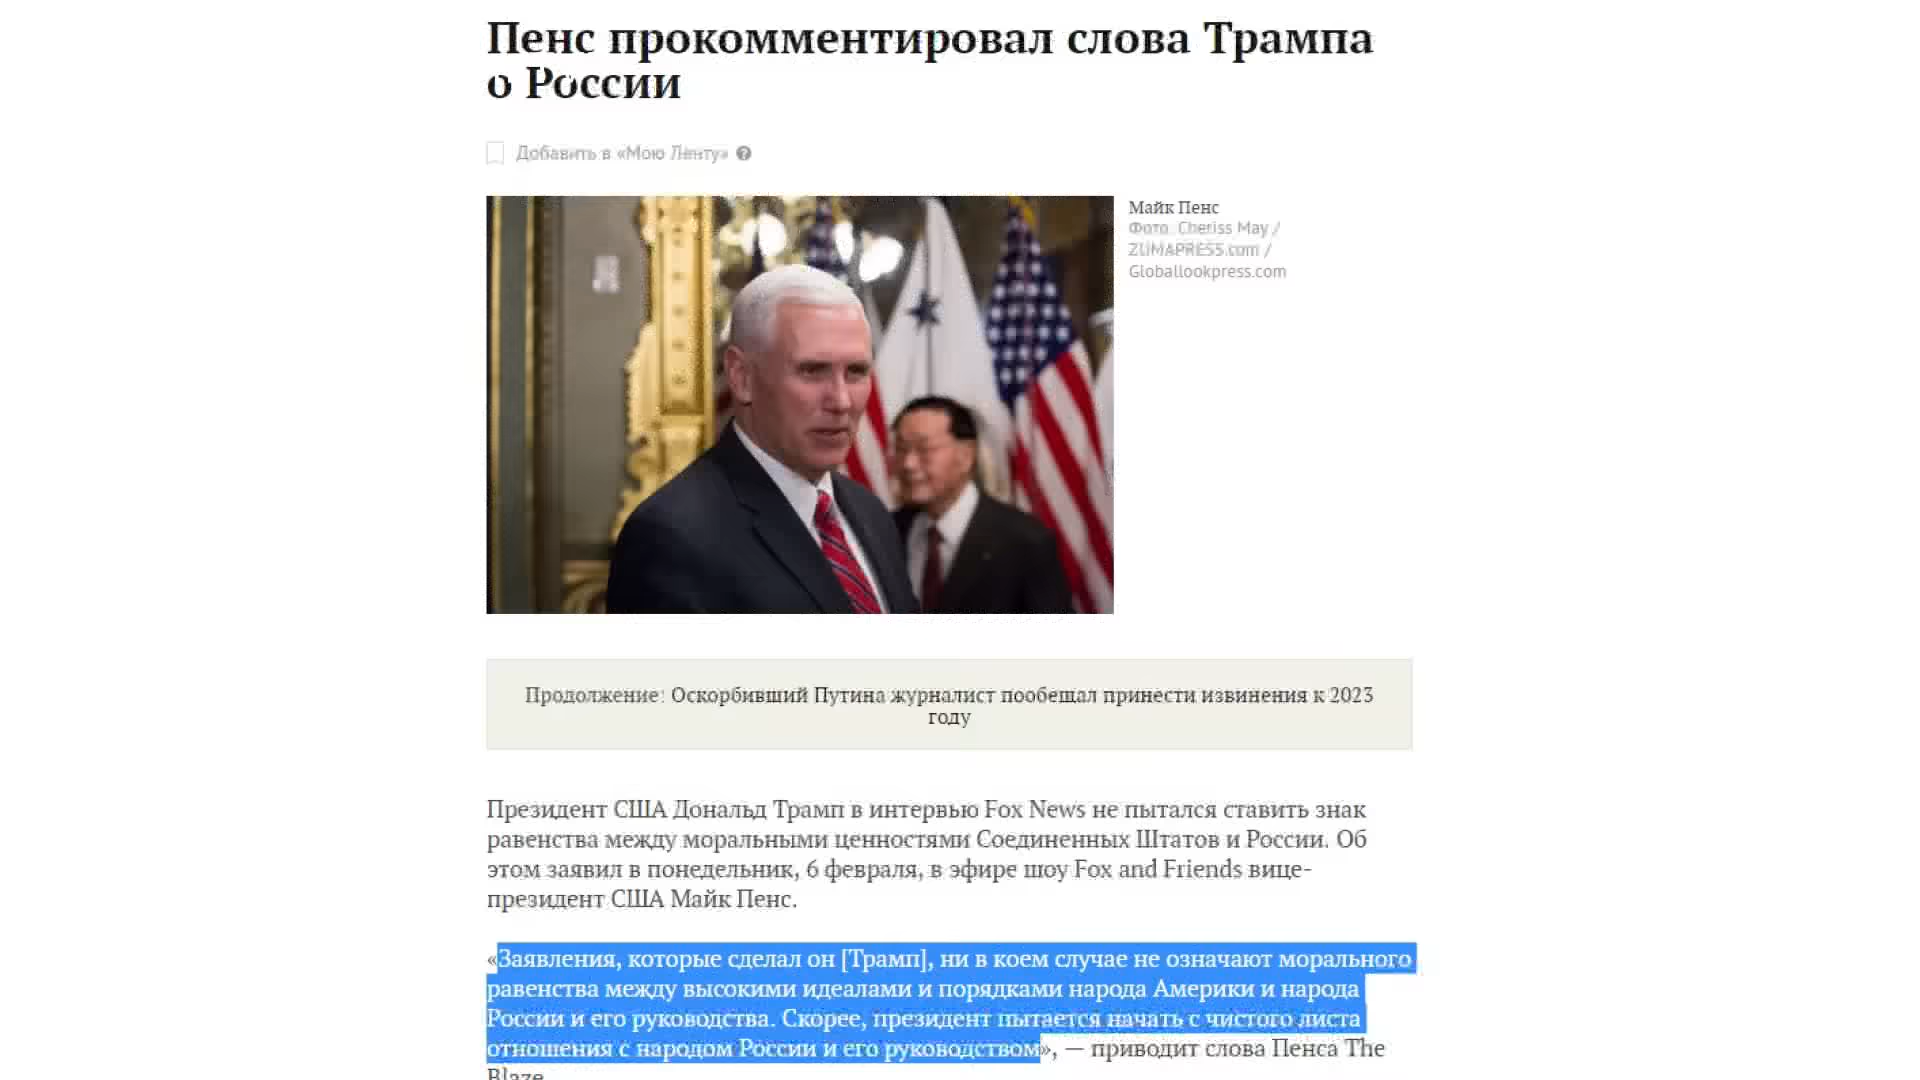 Пенс прокомментировал слова Трампа
о России
Добавить в «Мою Ленту» ?
Майк Пенс
Фото: Cheriss May /
ZUMAPRESS.com /
Globallookpress.com
Продолжение: Оскорбивший Путина журналист пообещал принести извинения к 2023
году
Президент США Дональд Трамп в интервью Fox News не пытался ставить знак
равенства между моральными ценностями Соединенных Штатов и России. Об
этом заявил в понедельник, 6 февраля, в эфире шоу Fox and Friends вице-
президент США Майк Пенс.
«Заявления, которые сделал он [Трамп], ни в коем случае не означают морального
равенства между высокими идеалами и порядками народа Америки и народа
России и его руководства. Скорее, президент пытается начать с чистого листа
отношения с народом России и его руководством», — приводит слова Пенса The
Blaze.